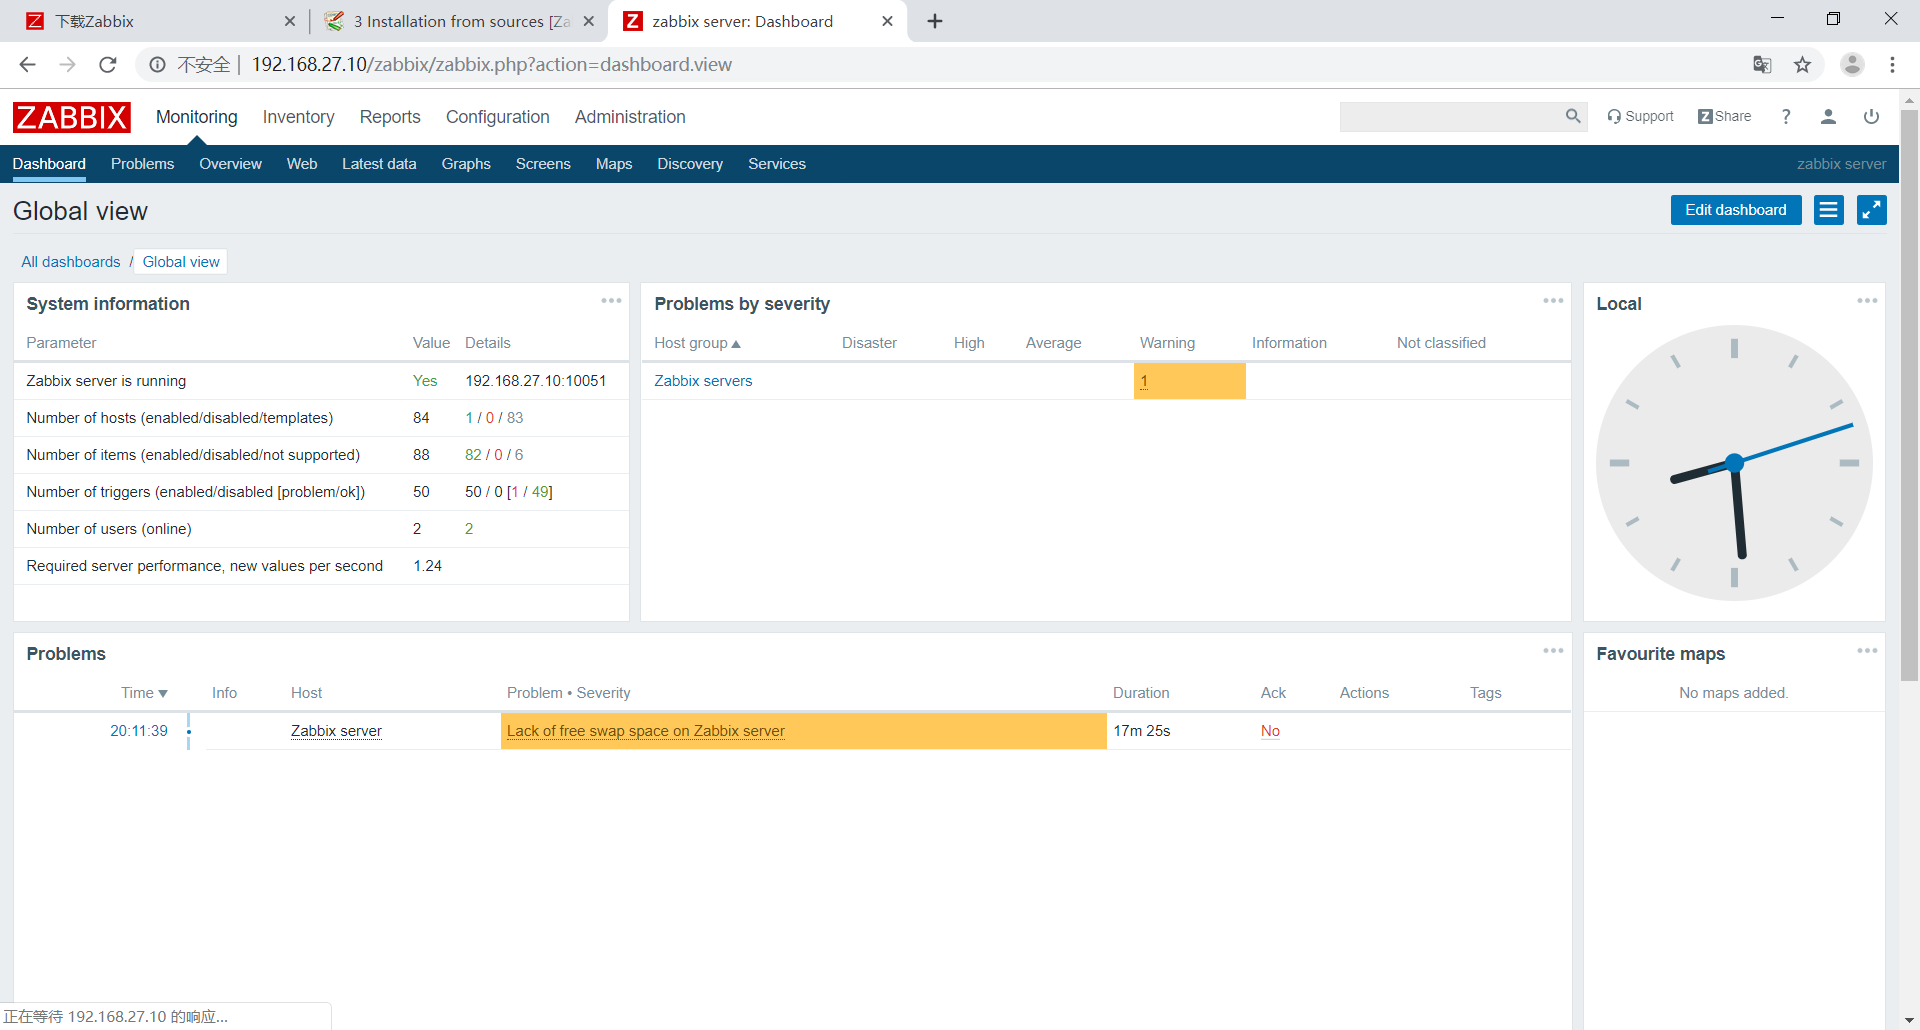 下载Zabbix
3 Installation from sources [Za
zabbix server: Dashboard
不安全 192.168.27.10/zabbix/zabbix.php?action=dashboard.view
ZABBIX Monitoring Inventory Reports Configuration Administration Support Z Share ?
Dashboard Problems Overview Web Latest data Graphs Screens Maps Discovery Services zabbix server
Global view Edit dashboard
All dashboards / Global view
System information
Parameter Value Details
Zabbix server is running Yes 192.168.27.10:10051
Number of hosts (enabled/disabled/templates) 84 1 / 0 / 83
Number of items (enabled/disabled/not supported) 88 82 / 0 / 6
Number of triggers (enabled/disabled [problem/ok]) 50 50 / 0 [1 / 49]
Number of users (online) 2 2
Required server performance, new values per second 1.24
Problems by severity
Host group Disaster High Average Warning Information Not classified
Zabbix servers 1
Local
Problems
Time Info Host Problem • Severity Duration Ack Actions Tags
20:11:39 Zabbix server Lack of free swap space on Zabbix server 17m 25s No
Favourite maps
No maps added.
正在等待 192.168.27.10 的响应...